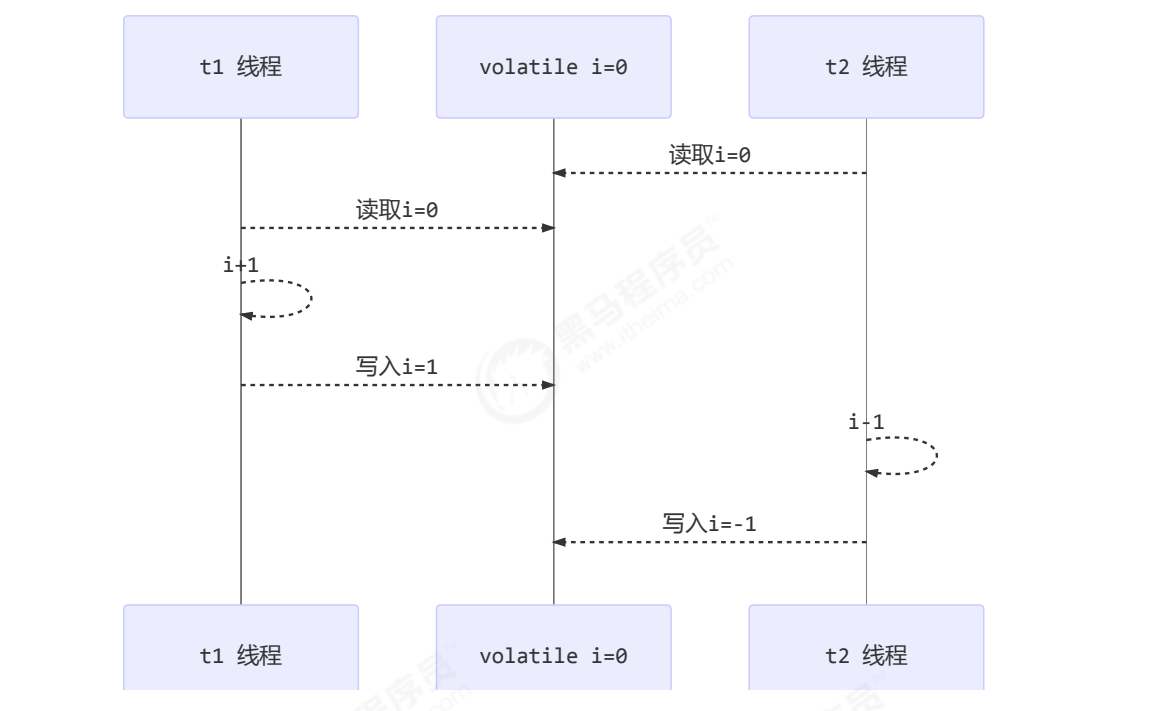 t1 线程
volatile i=0
t2 线程
读取i=0
读取i=0
i+1
写入i=1
i-1
写入i=-1
t1 线程
volatile i=0
t2 线程
黑马程序员™
www.itheima.com